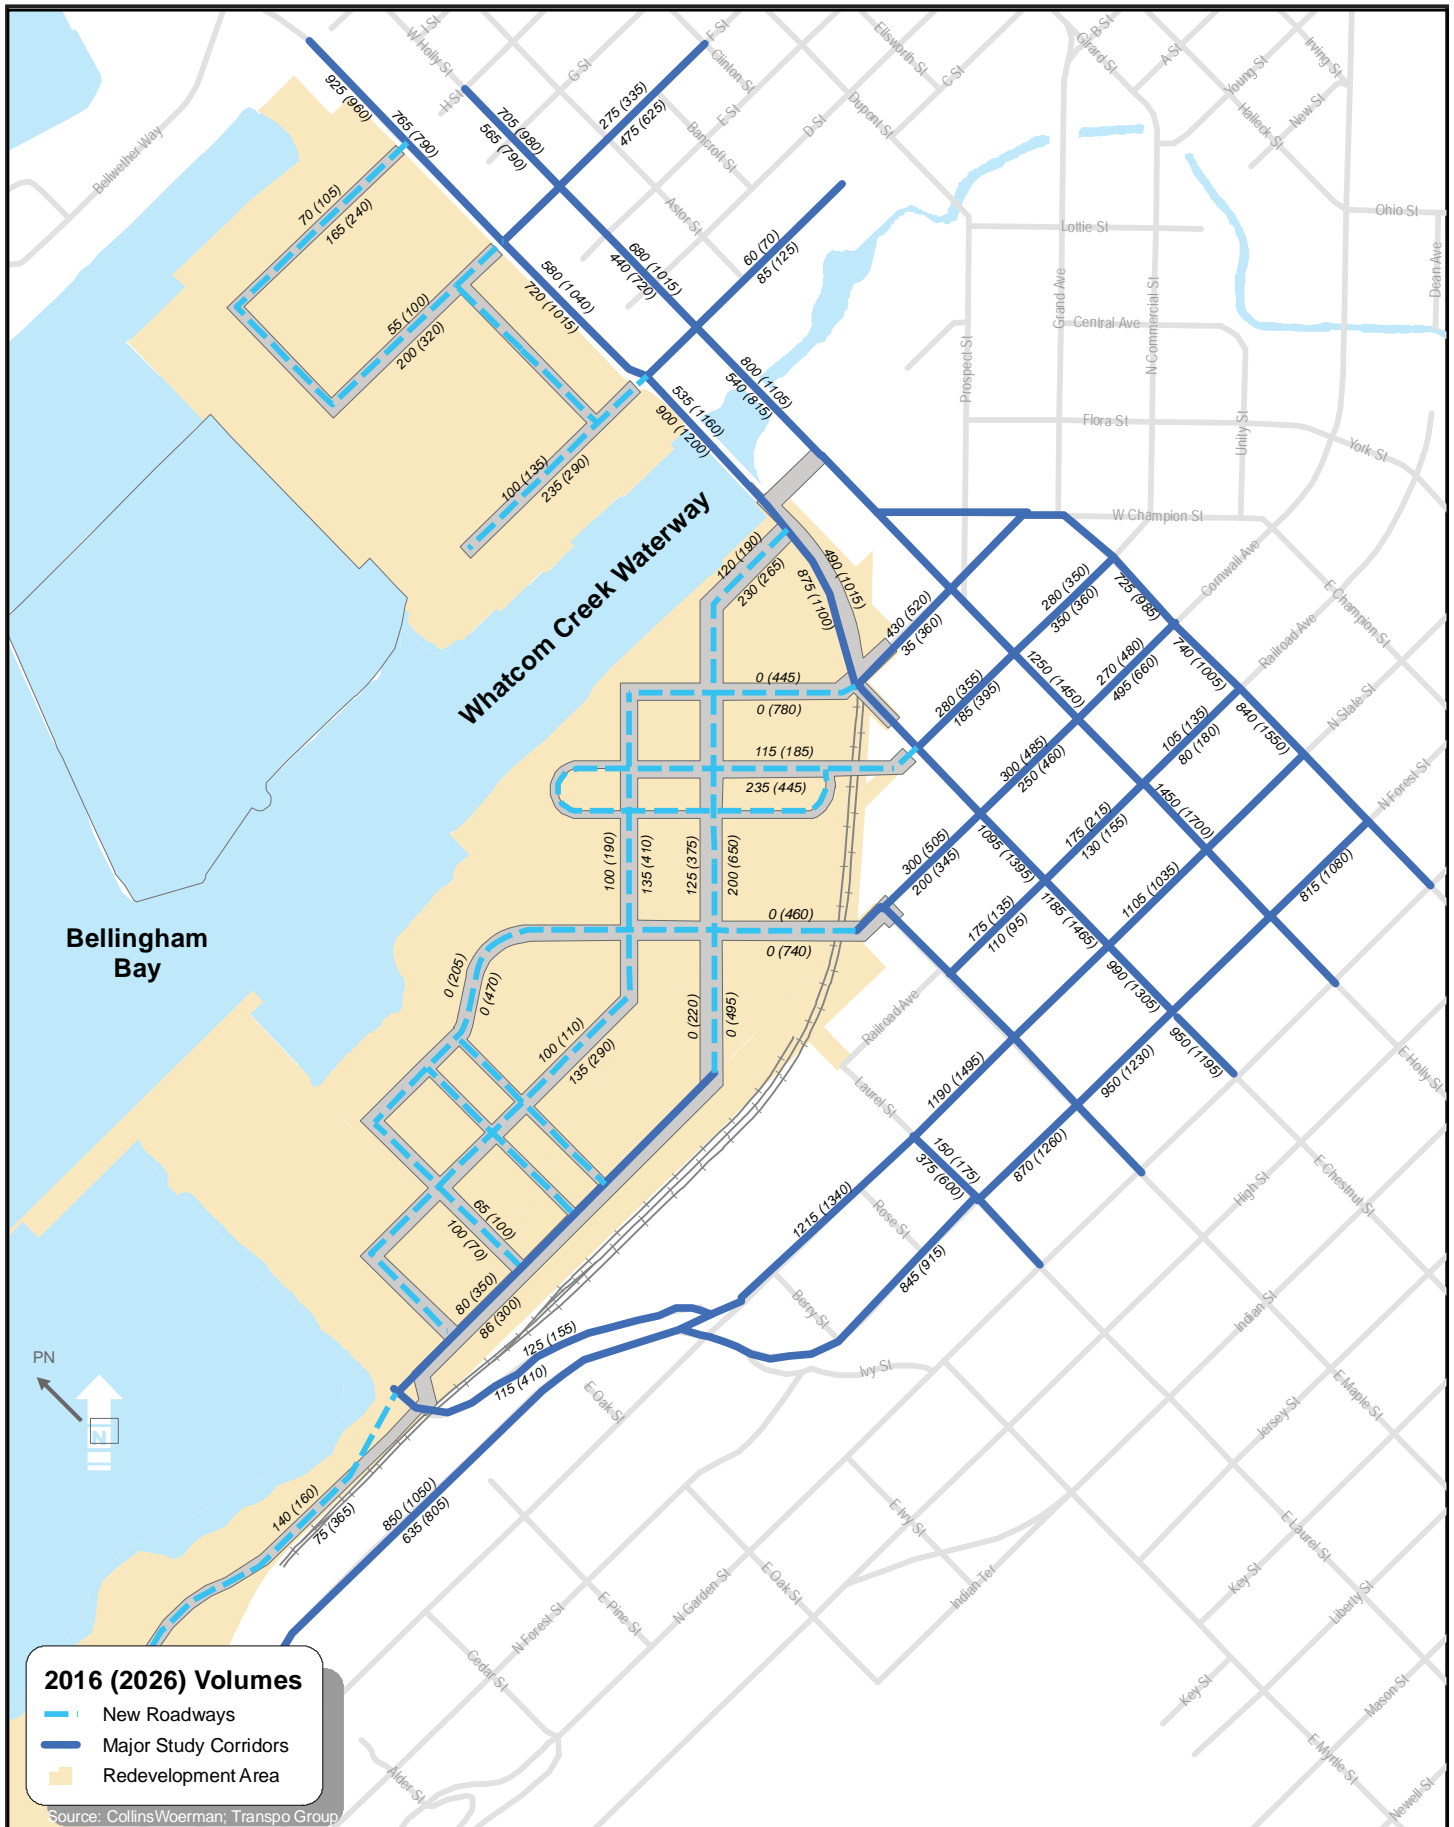 I St
W Holly St
H St
G St
F St
Clinton St
E St
Bancroft St
D St
Astor St
Ellsworth St
C St
Dupont St
B St
Girard St
A St
Young St
Irving St
New St
Halleck St
Ohio St
Dean Ave
Lottie St
Grand Ave
N Commercial St
Central Ave
Prospect St
Flora St
Unity St
York St
W Champion St
Cornwall Ave
E Champion St
Railroad Ave
N State St
N Forest St
Bellwether Way
925 (960)
765 (790)
705 (980)
565 (790)
275 (335)
475 (625)
70 (105)
165 (240)
680 (1015)
440 (720)
60 (70)
85 (125)
580 (1040)
720 (1015)
55 (100)
200 (320)
800 (1105)
540 (815)
535 (1160)
900 (1200)
100 (135)
235 (290)
Whatcom Creek Waterway
120 (190)
230 (265)
490 (1015)
875 (1100)
430 (520)
35 (360)
280 (350)
350 (360)
725 (985)
270 (480)
495 (660)
740 (1005)
1250 (1450)
280 (355)
185 (395)
0 (445)
0 (780)
105 (135)
80 (180)
840 (1550)
300 (485)
250 (460)
115 (185)
235 (445)
1450 (1700)
175 (215)
130 (155)
1095 (1395)
300 (505)
200 (345)
100 (190)
135 (410)
125 (375)
200 (650)
815 (1080)
1105 (1035)
1185 (1465)
175 (135)
110 (95)
0 (460)
0 (740)
Bellingham
Bay
0 (205)
0 (470)
990 (1305)
950 (1195)
0 (220)
0 (495)
Railroad Ave
100 (110)
135 (290)
1190 (1495)
950 (1230)
E Holly St
Laurel St
150 (175)
375 (600)
870 (1260)
High St
E Chestnut St
65 (100)
100 (70)
1215 (1340)
Rose St
845 (915)
80 (350)
86 (300)
Berry St
Indian St
125 (155)
115 (410)
Ivy St
E Oak St
Jersey St
E Maple St
PN
N
140 (160)
75 (365)
850 (1050)
635 (805)
E Ivy St
E Laurel St
E Oak St
Indian Ter
Key St
Liberty St
N Forest St
E Pine St
N Garden St
Cedar St
Key St
Mason St
E Myrtle St
Alder St
Newell St
2016 (2026) Volumes
New Roadways
Major Study Corridors
Redevelopment Area
Source: CollinsWoerman; Transpo Group